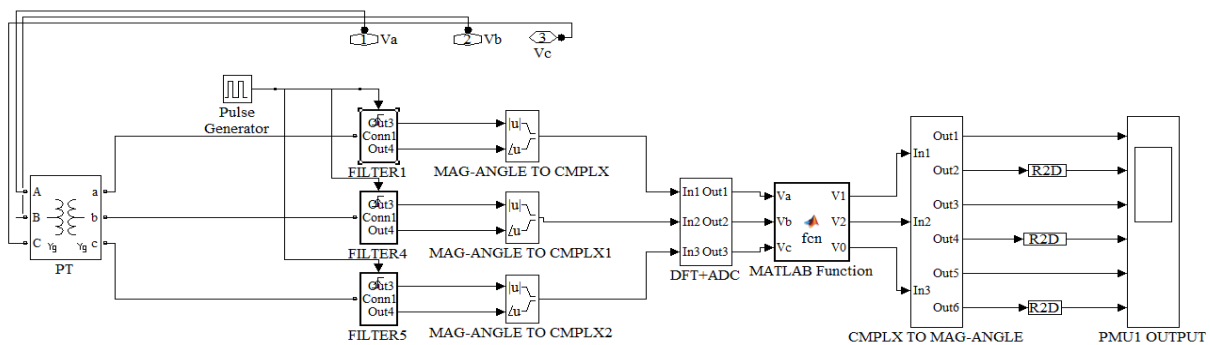 1 Va
2 Vb
3
Vc
Pulse
Generator
Out3
Conn1
Out4
FILTER1
|u|
∠u
MAG-ANGLE TO CMPLX
A
B
C
a
b
c
Yg Yg
PT
Out3
Conn1
Out4
FILTER4
|u|
∠u
MAG-ANGLE TO CMPLX1
Out3
Conn1
Out4
FILTER5
|u|
∠u
MAG-ANGLE TO CMPLX2
In1 Out1
In2 Out2
In3 Out3
DFT+ADC
Va V1
Vb V2
Vc V0
fcn
MATLAB Function
In1
In2
In3
Out1
Out2
Out3
Out4
Out5
Out6
CMPLX TO MAG-ANGLE
R2D
R2D
R2D
PMU1 OUTPUT